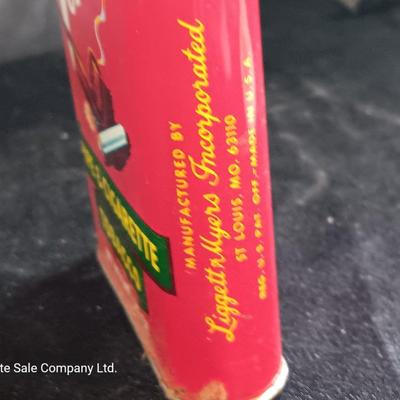 MANUFACTURED BY
Liggett & Myers Incorporated
ST LOUIS, MO. 63110
REG. U.S. PAT. OFF.-MADE IN U.S.A
CIGARETTE
te Sale Company Ltd.